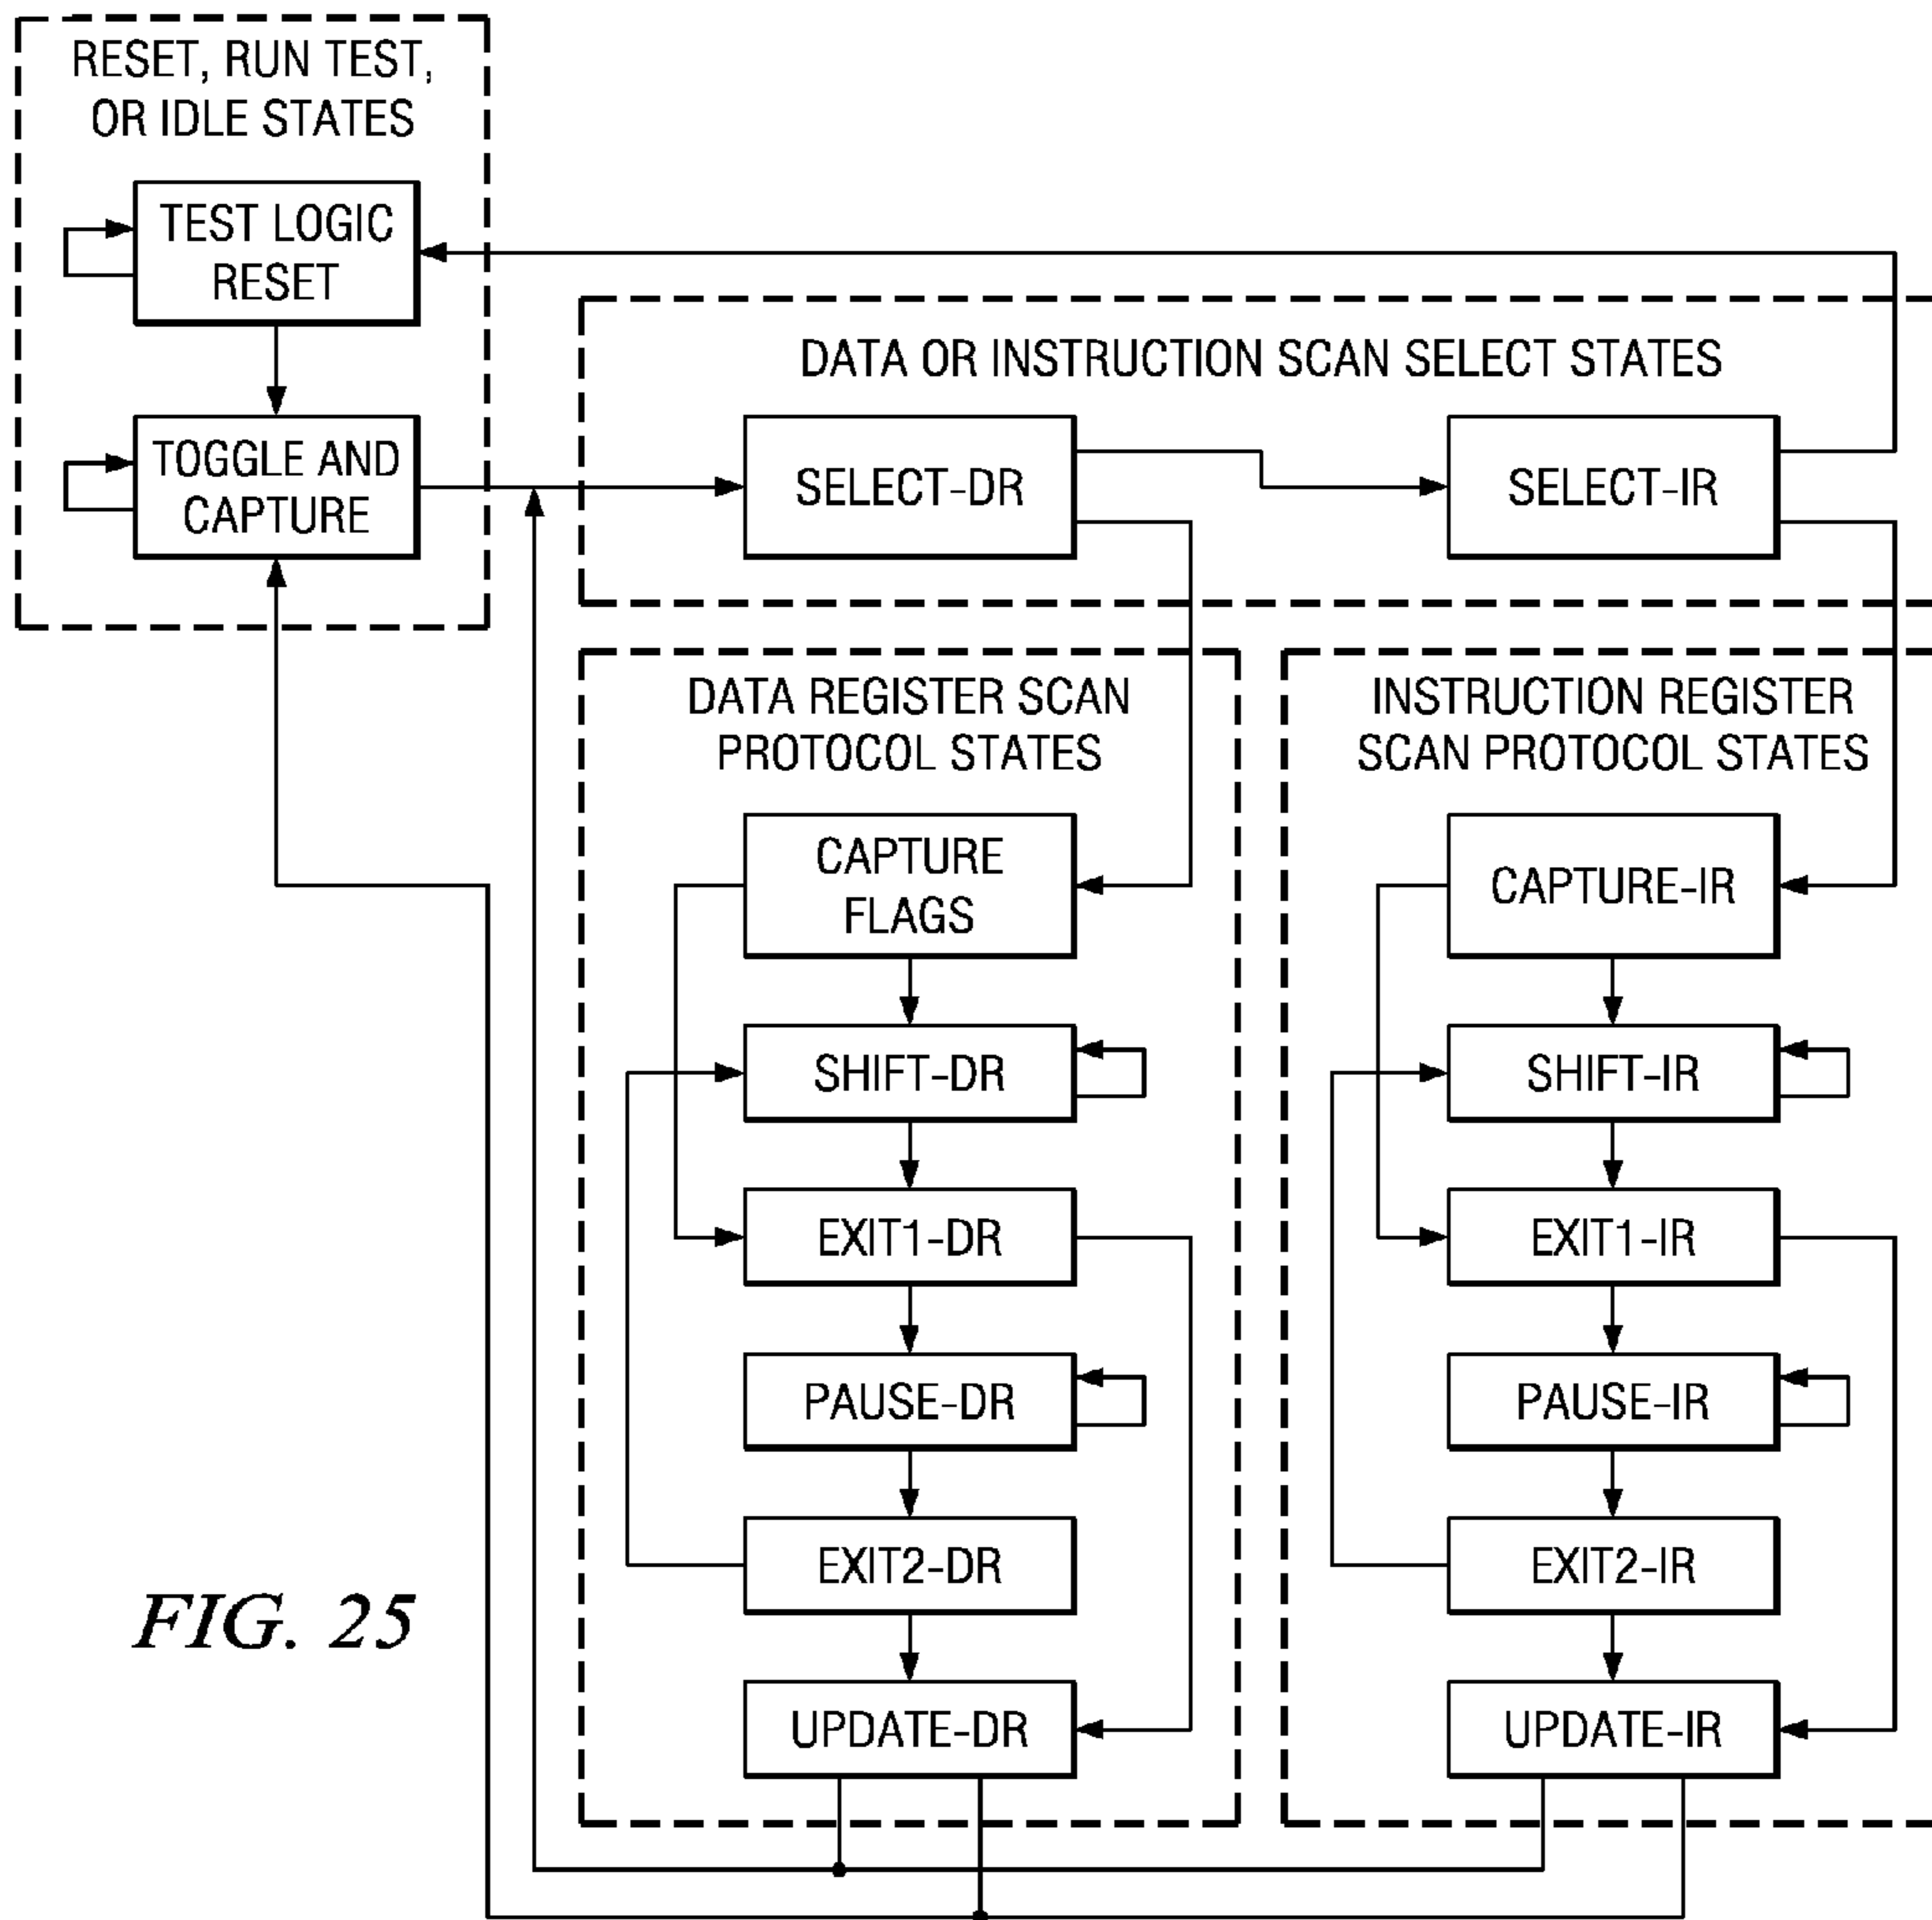 RESET, RUN TEST,
OR IDLE STATES
TEST LOGIC
RESET
TOGGLE AND
CAPTURE
DATA OR INSTRUCTION SCAN SELECT STATES
SELECT-DR
SELECT-IR
DATA REGISTER SCAN
PROTOCOL STATES
CAPTURE
FLAGS
SHIFT-DR
EXIT1-DR
PAUSE-DR
EXIT2-DR
UPDATE-DR
INSTRUCTION REGISTER
SCAN PROTOCOL STATES
CAPTURE-IR
SHIFT-IR
EXIT1-IR
PAUSE-IR
EXIT2-IR
UPDATE-IR
FIG. 25